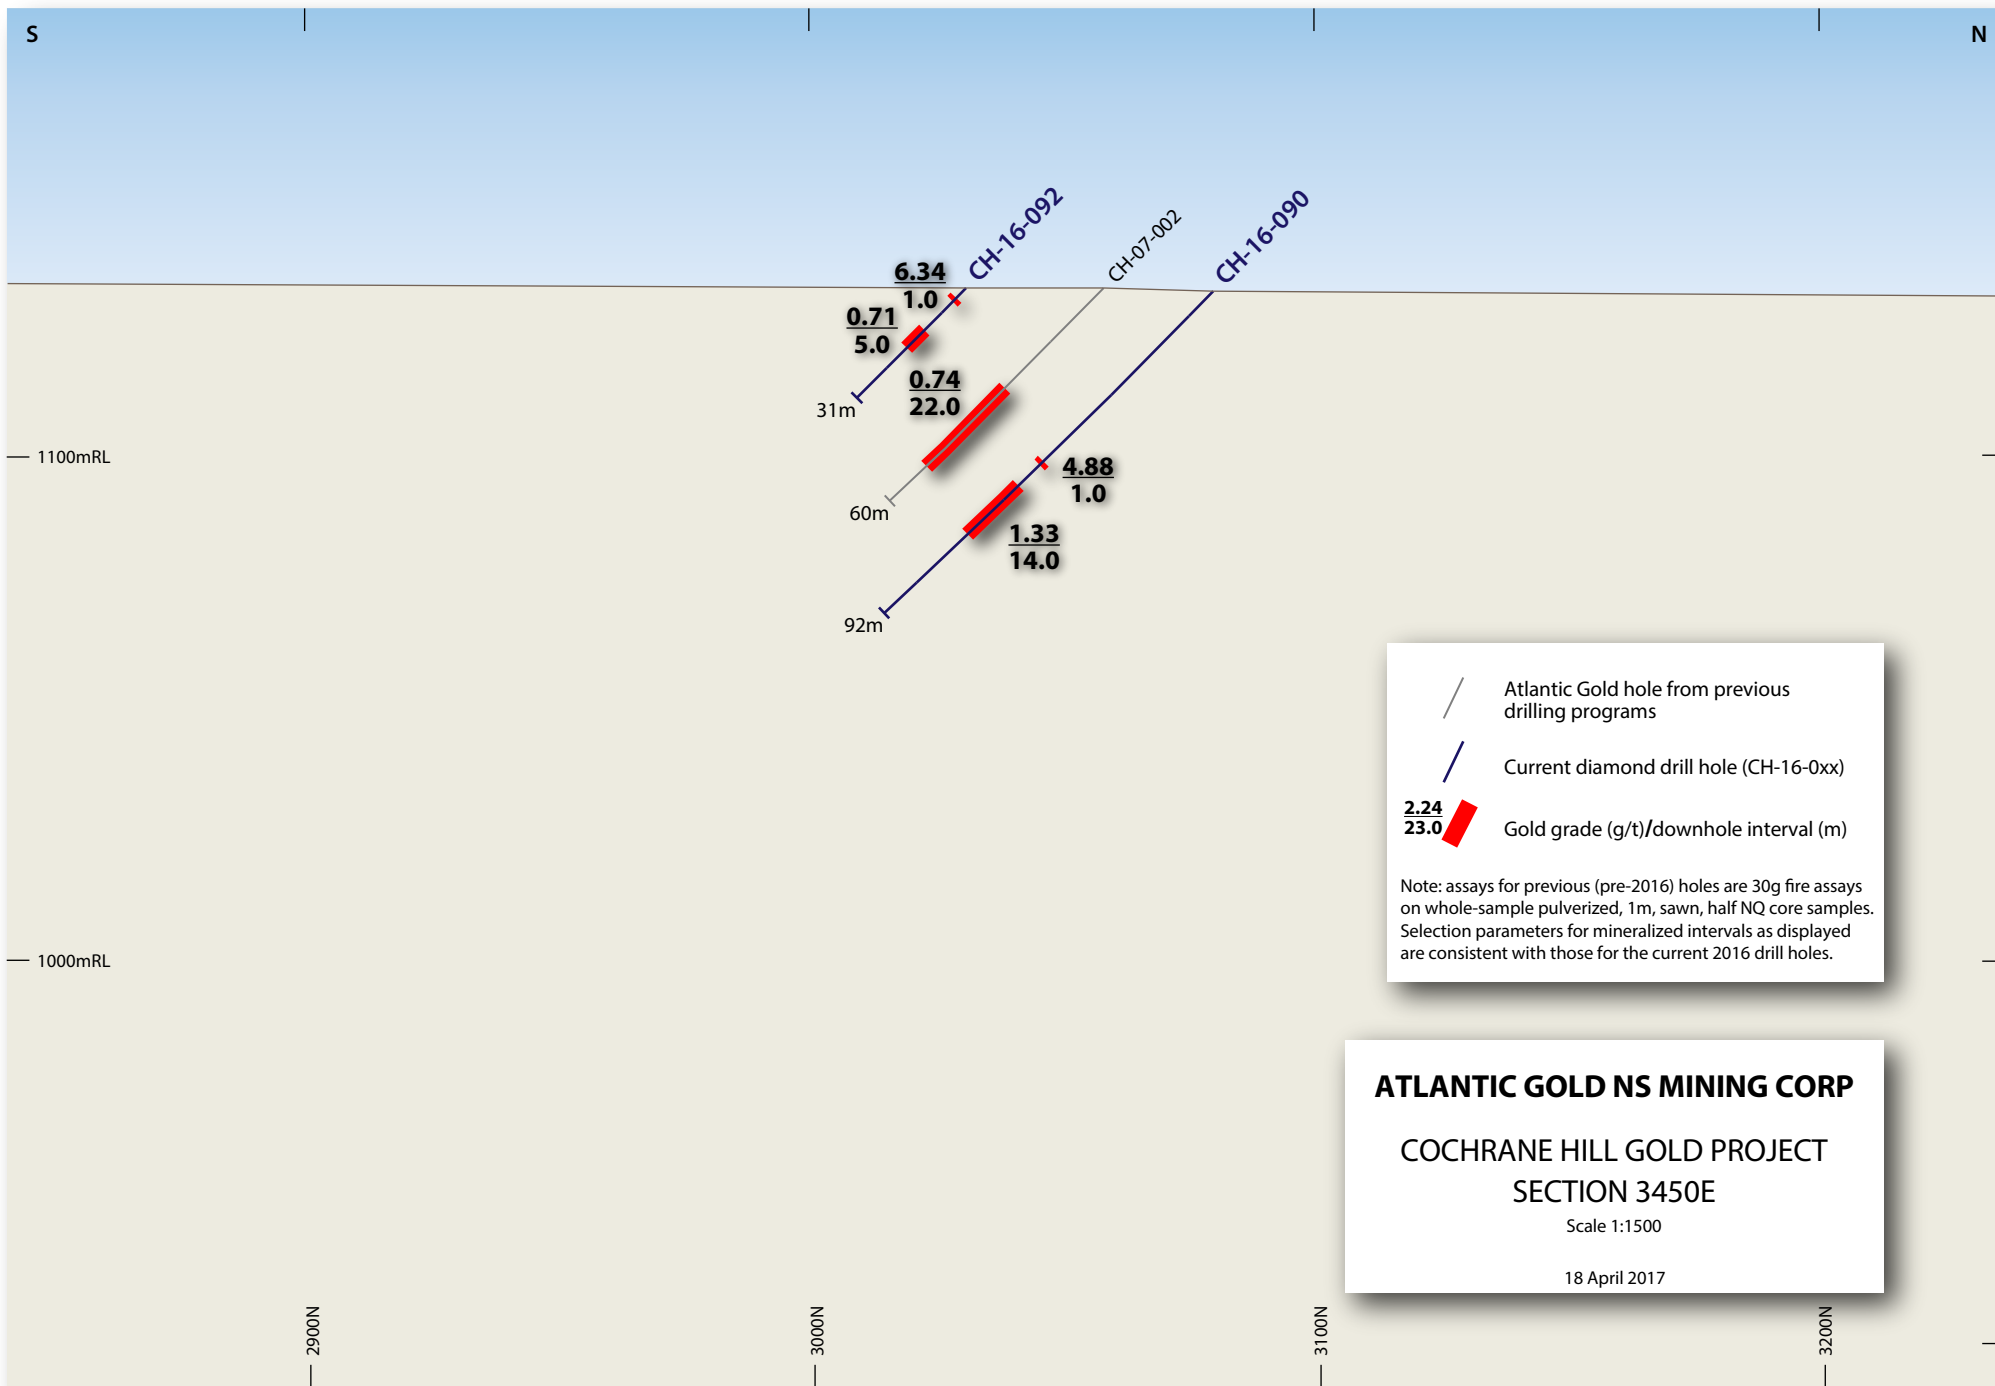 S
N
CH-16-092
CH-07-002
CH-16-090
6.34
1.0
0.71
5.0
0.74
22.0
31m
1100mRL
4.88
1.0
60m
1.33
14.0
92m
Atlantic Gold hole from previous
drilling programs
Current diamond drill hole (CH-16-0xx)
2.24
23.0
Gold grade (g/t)/downhole interval (m)
Note: assays for previous (pre-2016) holes are 30g fire assays
on whole-sample pulverized, 1m, sawn, half NQ core samples.
Selection parameters for mineralized intervals as displayed
are consistent with those for the current 2016 drill holes.
1000mRL
ATLANTIC GOLD NS MINING CORP
COCHRANE HILL GOLD PROJECT
SECTION 3450E
Scale 1:1500
18 April 2017
2900N
3000N
3100N
3200N